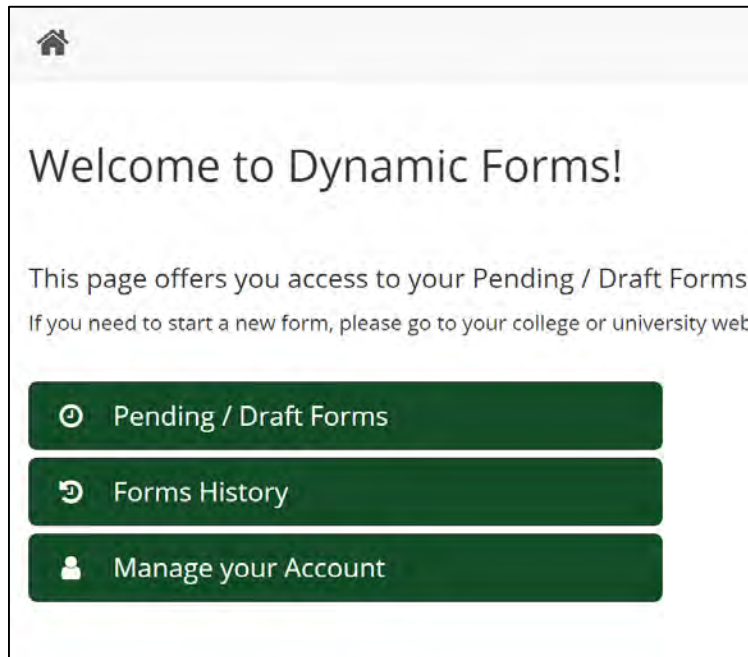 Welcome to Dynamic Forms!
This page offers you access to your Pending / Draft Forms
If you need to start a new form, please go to your college or university web
Pending / Draft Forms
Forms History
Manage your Account